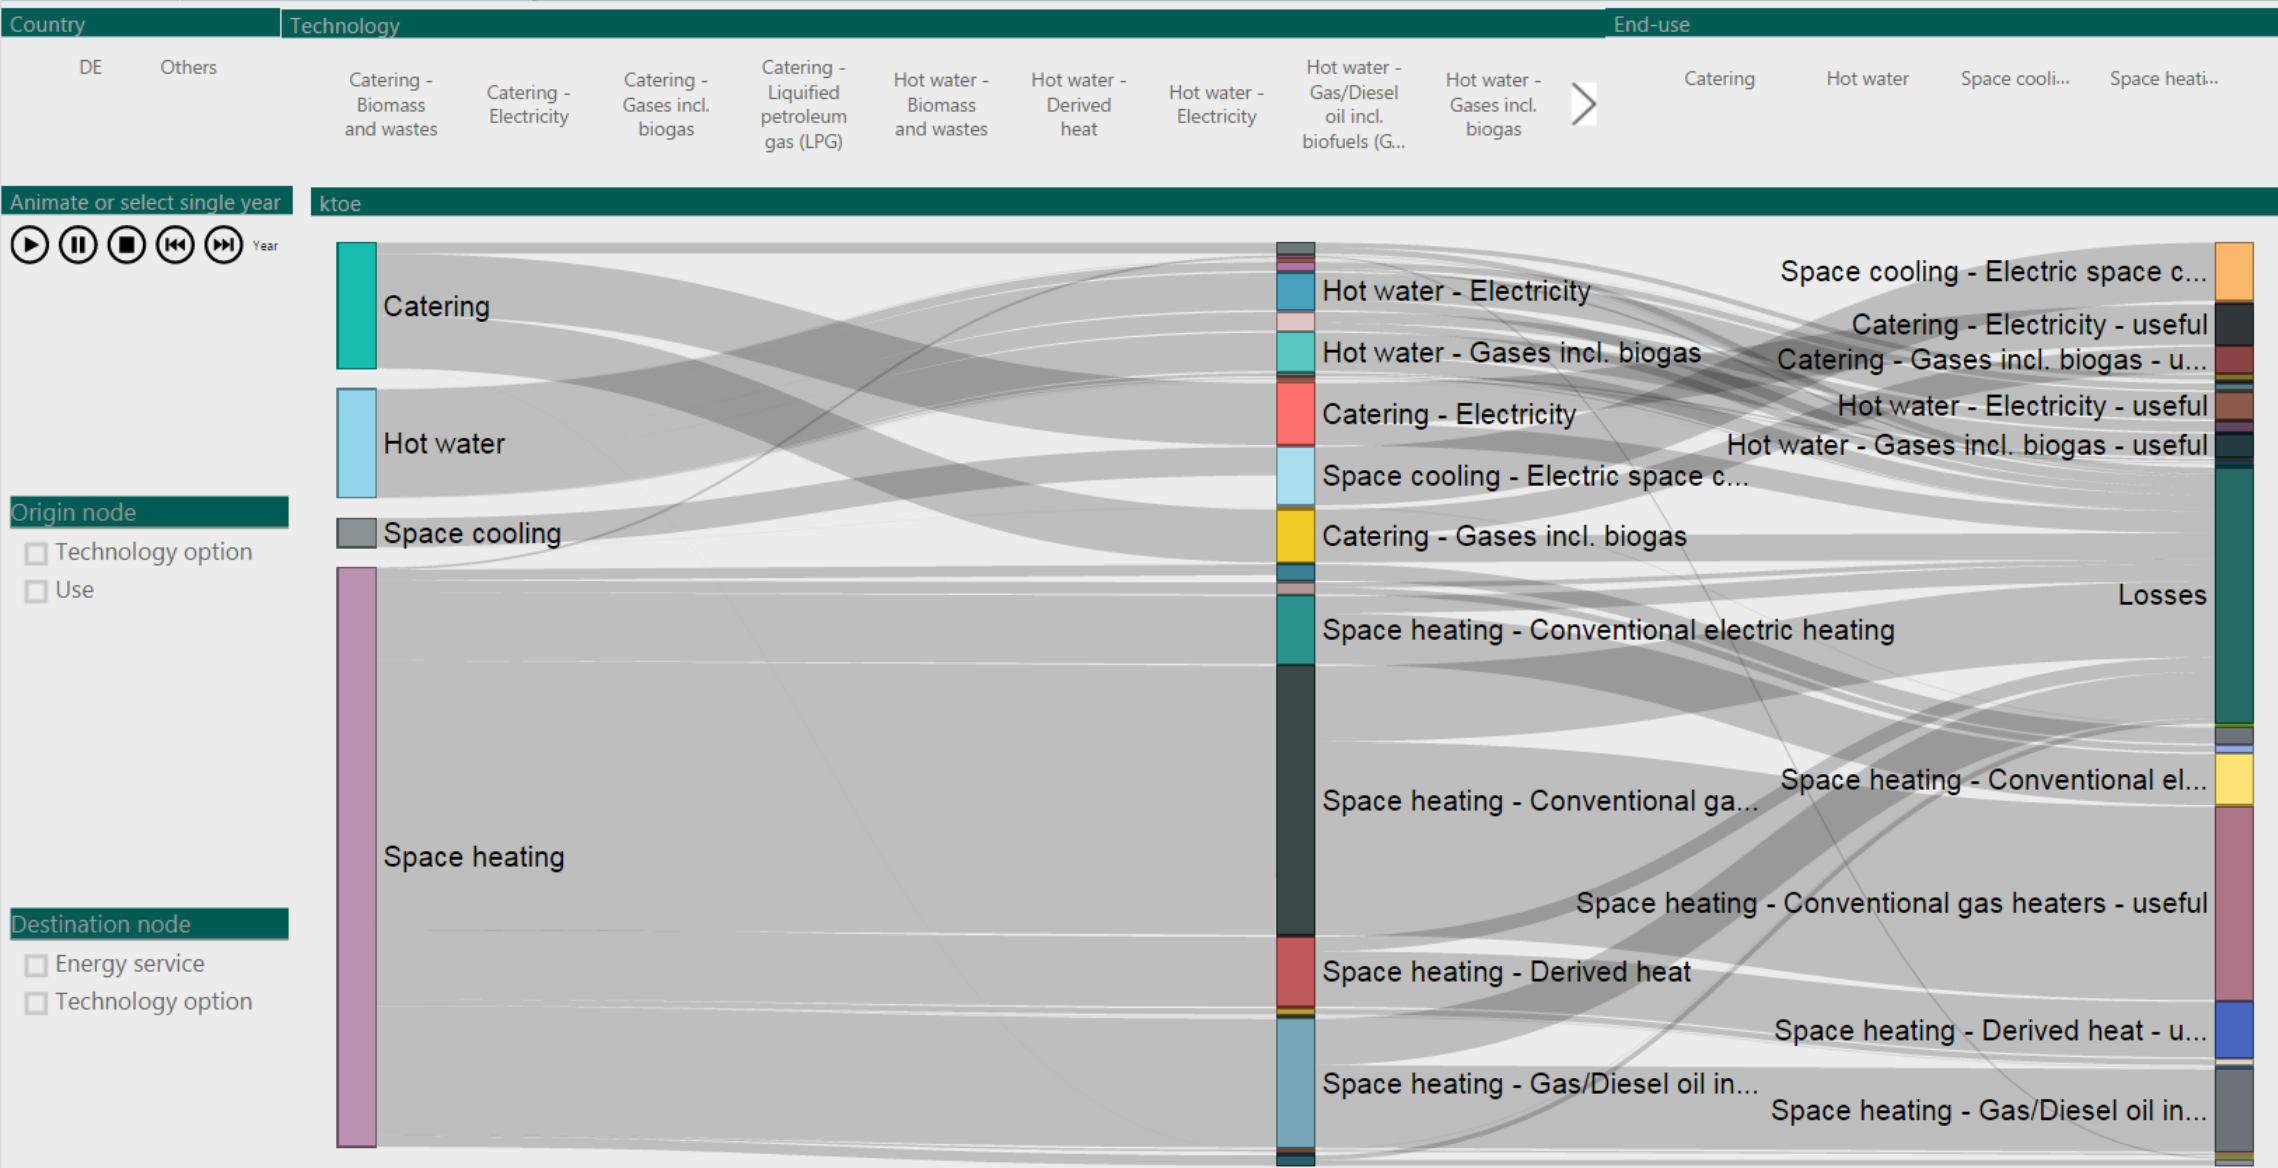 Country
Technology
End-use
DE
Others
Catering -
Biomass
and wastes
Catering -
Electricity
Catering -
Gases incl.
biogas
Catering -
Liquified
petroleum
gas (LPG)
Hot water -
Biomass
and wastes
Hot water -
Derived
heat
Hot water -
Electricity
Hot water -
Gas/Diesel
oil incl.
biofuels (G...
Hot water -
Gases incl.
biogas
Catering
Hot water
Space cooli...
Space heati...
Animate or select single year
Year
Origin node
Technology option
Use
Destination node
Energy service
Technology option
ktoe
Catering
Hot water
Space cooling
Space heating
Hot water - Electricity
Hot water - Gases incl. biogas
Catering - Electricity
Space cooling - Electric space c...
Catering - Gases incl. biogas
Space heating - Conventional electric heating
Space heating - Conventional ga...
Space heating - Derived heat
Space heating - Gas/Diesel oil in...
Space cooling - Electric space c...
Catering - Electricity - useful
Catering - Gases incl. biogas - u...
Hot water - Electricity - useful
Hot water - Gases incl. biogas - useful
Losses
Space heating - Conventional el...
Space heating - Conventional gas heaters - useful
Space heating - Derived heat - u...
Space heating - Gas/Diesel oil in...